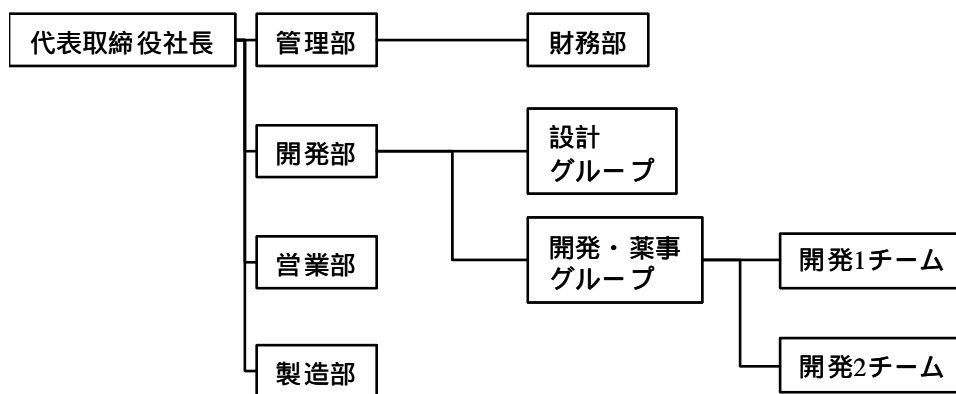 代表取締役社長
管理部
財務部
開発部
設計
グループ
営業部
開発・薬事
グループ
開発1チーム
製造部
開発2チーム